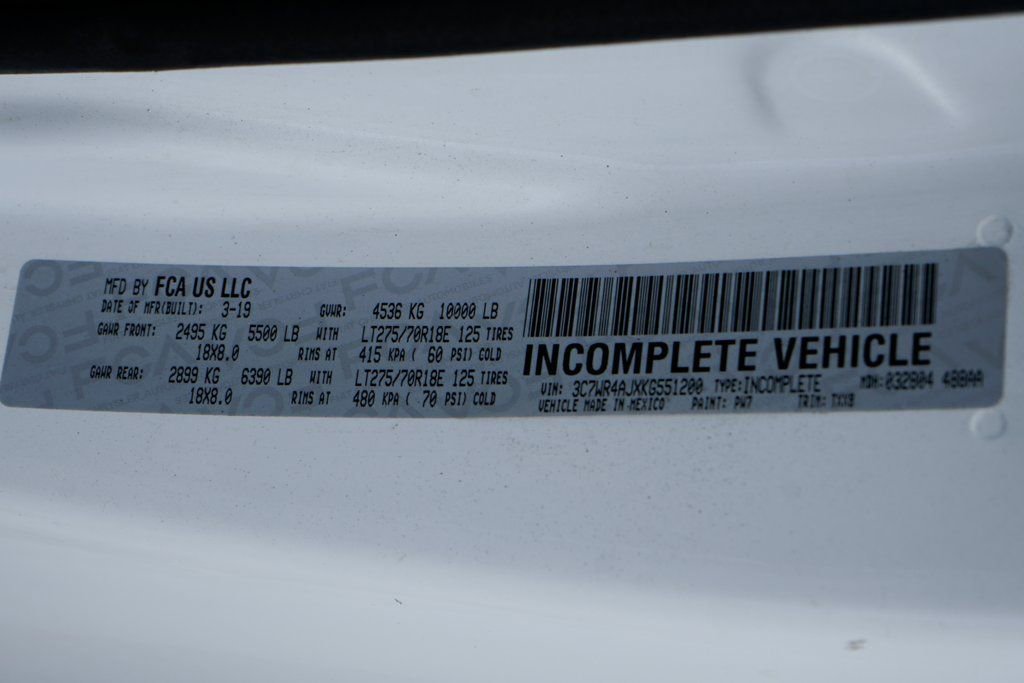 MFD BY FCA US LLC
DATE OF MFR(BUILT): 3-19 GVWR: 4536 KG 10000 LB
GAWR FRONT: 2495 KG 5500 LB WITH LT275/70R18E 125 TIRES
18X8.0 RIMS AT 415 KPA ( 60 PSI) COLD
GAWR REAR: 2899 KG 6390 LB WITH LT275/70R18E 125 TIRES
18X8.0 RIMS AT 480 KPA ( 70 PSI) COLD
INCOMPLETE VEHICLE
VIN: 3C7WR4AJXKG551200 TYPE:INCOMPLETE MDH:032804 48BAA
VEHICLE MADE IN MEXICO PAINT: PW7 TRIM: TXX8